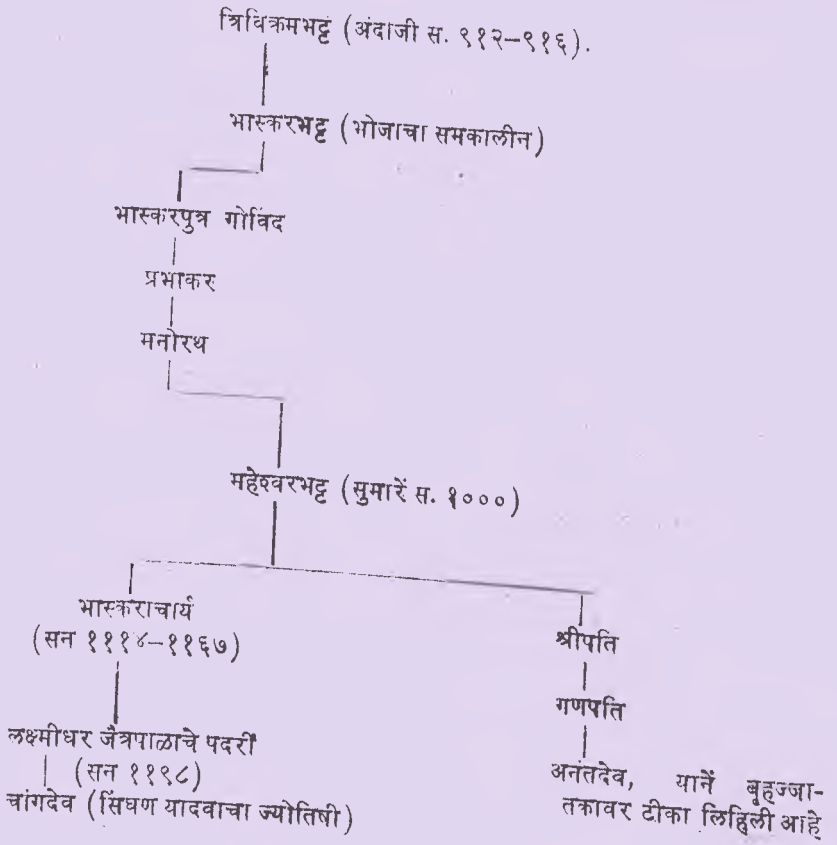 त्रिविक्रमभट्ट (अंदाजी स. ९१२–९१६).
भास्करभट्ट (भोजाचा समकालीन)
भास्करपुत्र गोविंद
प्रभाकर
मनोरथ
महेश्वरभट्ट (सुमारें स. १०००)
भास्कराचार्य
(सन १११४–११६७)
श्रीपति
गणपति
लक्ष्मीधर जैत्रपाळाचे पदरीं
(सन ११९८)
चांगदेव (सिंघण यादवाचा ज्योतिषी)
अनंतदेव, यानें बृहज्जा-
तकावर टीका लिहिली आहे